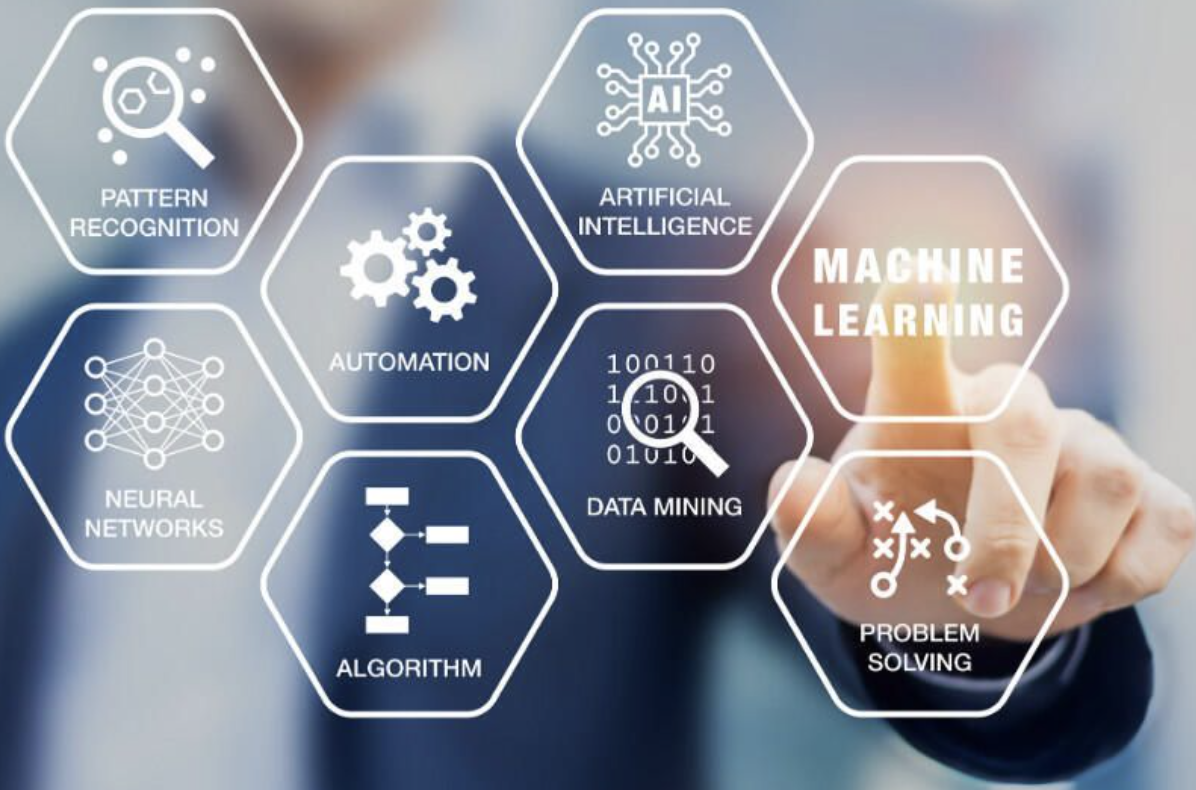 PATTERN
RECOGNITION
AI
ARTIFICIAL
INTELLIGENCE
AUTOMATION
MACHINE
LEARNING
NEURAL
NETWORKS
100110
DATA MINING
ALGORITHM
PROBLEM
SOLVING